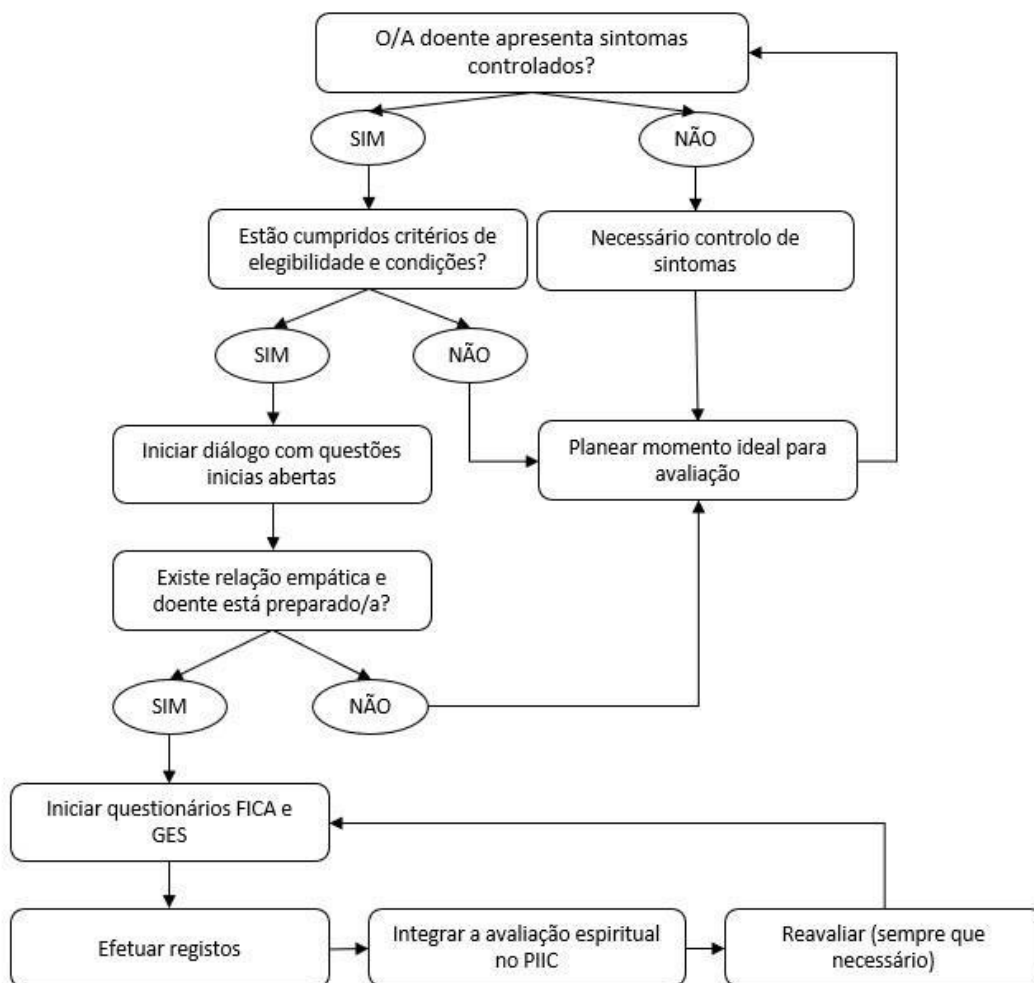 O/A doente apresenta sintomas
controlados?
SIM
NÃO
Estão cumpridos critérios de
elegibilidade e condições?
Necessário controlo de
sintomas
SIM
NÃO
Iniciar diálogo com questões
inicias abertas
Planear momento ideal para
avaliação
Existe relação empática e
doente está preparado/a?
SIM
NÃO
Iniciar questionários FICA e
GES
Efetuar registos
Integrar a avaliação espiritual
no PIIC
Reavaliar (sempre que
necessário)